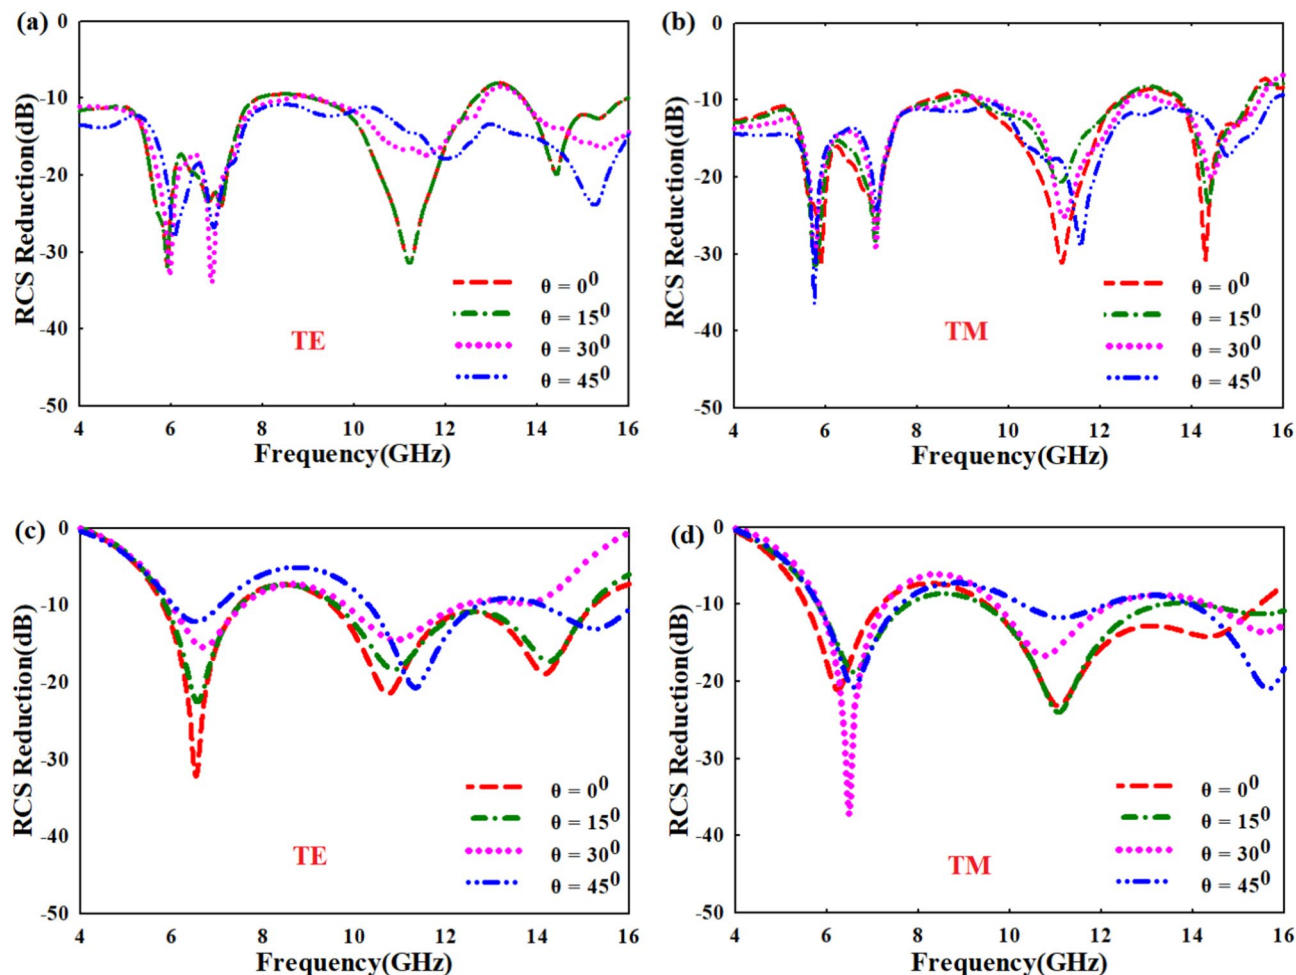 (a)
0
-10
-20
-30
-40
-50
RCS Reduction(dB)
θ = 0⁰
θ = 15⁰
θ = 30⁰
θ = 45⁰
TE
4 6 8 10 12 14 16
Frequency(GHz)
(b)
0
-10
-20
-30
-40
-50
RCS Reduction(dB)
θ = 0⁰
θ = 15⁰
θ = 30⁰
θ = 45⁰
TM
4 6 8 10 12 14 16
Frequency(GHz)
(c)
0
-10
-20
-30
-40
-50
RCS Reduction (dB)
θ = 0⁰
θ = 15⁰
θ = 30⁰
θ = 45⁰
TE
4 6 8 10 12 14 16
Frequency(GHz)
(d)
0
-10
-20
-30
-40
-50
RCS Reduction (dB)
θ = 0⁰
θ = 15⁰
θ = 30⁰
θ = 45⁰
TM
4 6 8 10 12 14 16
Frequency(GHz)